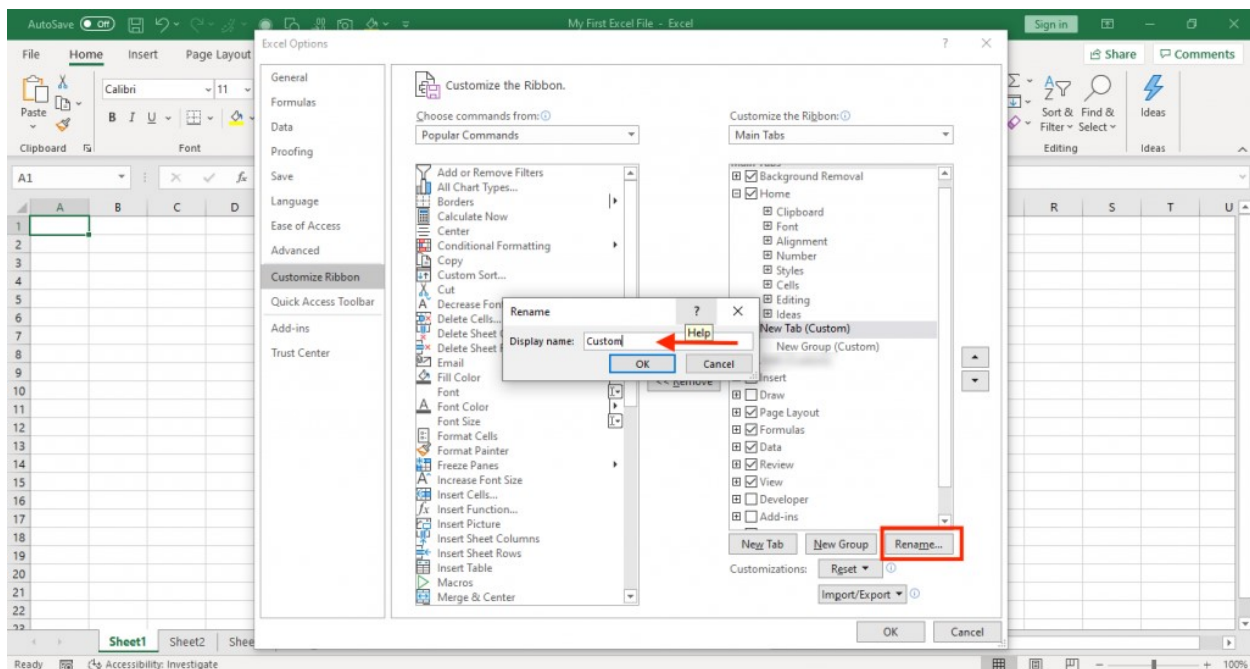 AutoSave Off My First Excel File - Excel Sign in
File Home Insert Page Layout Share Comments
Paste
Clipboard
Calibri 11
B I U
Font
Sort & Filter
Find & Select
Editing
Ideas
Ideas
A1 fx
A B C D R S T U
1
2
3
4
5
6
7
8
9
10
11
12
13
14
15
16
17
18
19
20
21
22
23
Excel Options ?
General
Formulas
Data
Proofing
Save
Language
Ease of Access
Advanced
Customize Ribbon
Quick Access Toolbar
Add-ins
Trust Center
Customize the Ribbon.
Choose commands from:
Popular Commands
Add or Remove Filters
All Chart Types...
Borders
Calculate Now
Center
Conditional Formatting
Copy
Custom Sort...
Cut
Decrease Fon
Delete Cells...
Delete Sheet
Delete Sheet
Email
Fill Color
Font
Font Color
Font Size
Format Cells
Format Painter
Freeze Panes
Increase Font Size
Insert Cells...
Insert Function...
Insert Picture
Insert Sheet Columns
Insert Sheet Rows
Insert Table
Macros
Merge & Center
<< Remove
Customize the Ribbon:
Main Tabs
Main Tabs
Background Removal
Home
Clipboard
Font
Alignment
Number
Styles
Cells
Editing
Ideas
New Tab (Custom)
New Group (Custom)
Insert
Draw
Page Layout
Formulas
Data
Review
View
Developer
Add-ins
New Tab New Group Rename...
Customizations: Reset
Import/Export
OK Cancel
Rename ?
Help
Display name: Custom
OK Cancel
Sheet1 Sheet2 Shee
Ready Accessibility: Investigate 100%